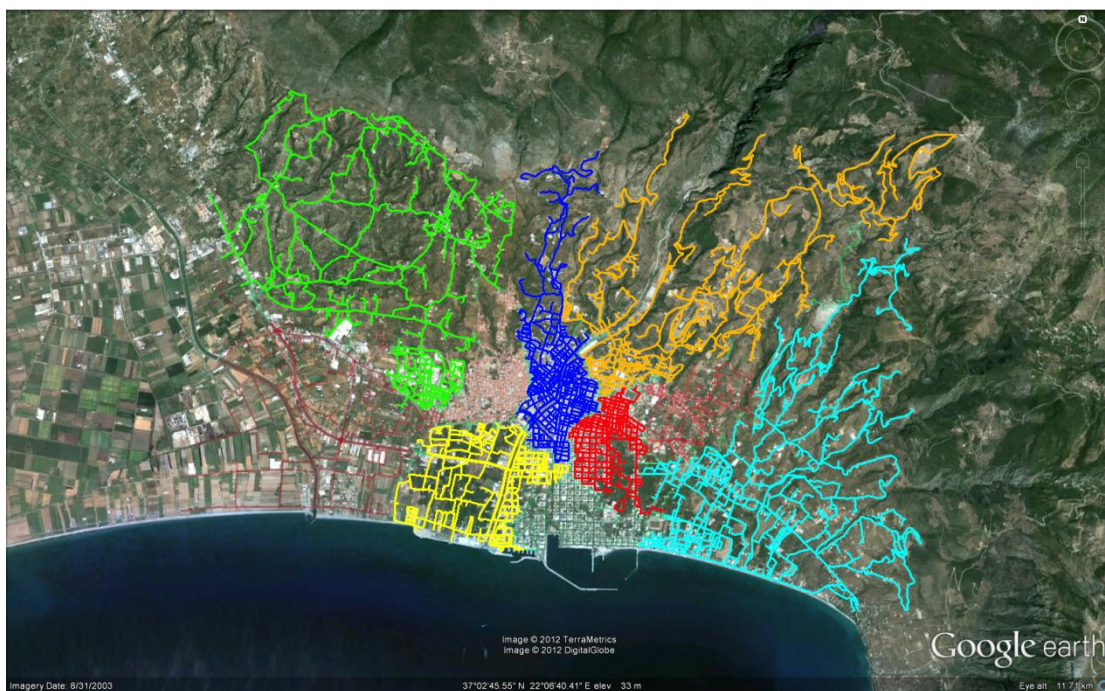 N
Image © 2012 TerraMetrics
Image © 2012 DigitalGlobe
Google earth
Imagery Date: 8/31/2003
37°02'45.55" N 22°06'40.41" E elev 33 m
Eye alt 11.71 km